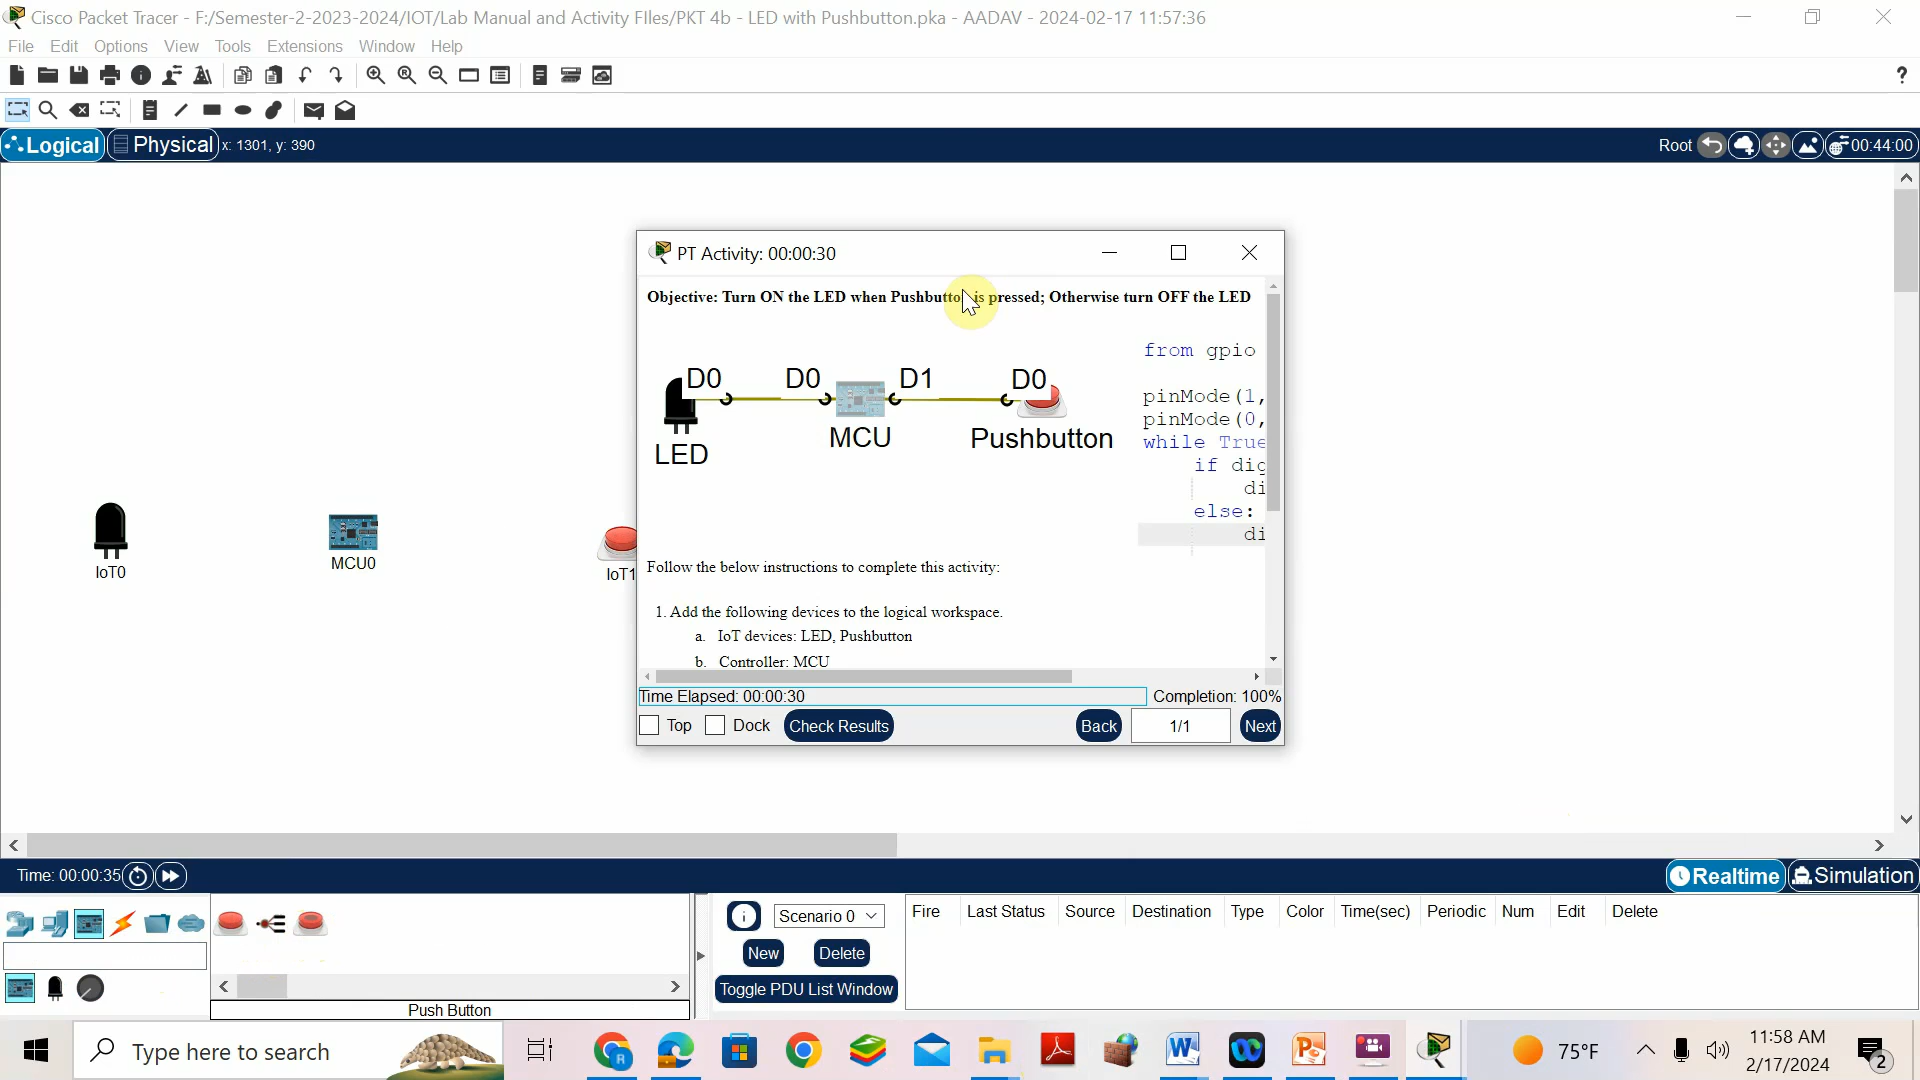 Cisco Packet Tracer - F:/Semester-2-2023-2024/IOT/Lab Manual and Activity FIles/PKT 4b - LED with Pushbutton.pka - AADAV - 2024-02-17 11:57:36
File Edit Options View Tools Extensions Window Help
?
Logical Physical x: 1301, y: 390 Root 00:44:00
PT Activity: 00:00:30
Objective: Turn ON the LED when Pushbutton is pressed; Otherwise turn OFF the LED
from gpio
D0 D0 D1 D0
pinMode(1,
pinMode(0,
LED MCU Pushbutton
while True
if dig
di
else:
di
IoT0 MCU0 IoT1
Follow the below instructions to complete this activity:
1. Add the following devices to the logical workspace.
a. IoT devices: LED, Pushbutton
b. Controller: MCU
Time Elapsed: 00:00:30 Completion: 100%
Top Dock Check Results Back 1/1 Next
Time: 00:00:35 Realtime Simulation
Scenario 0 Fire Last Status Source Destination Type Color Time(sec) Periodic Num Edit Delete
New Delete
Toggle PDU List Window
Push Button
Type here to search 75°F 11:58 AM
2/17/2024 2